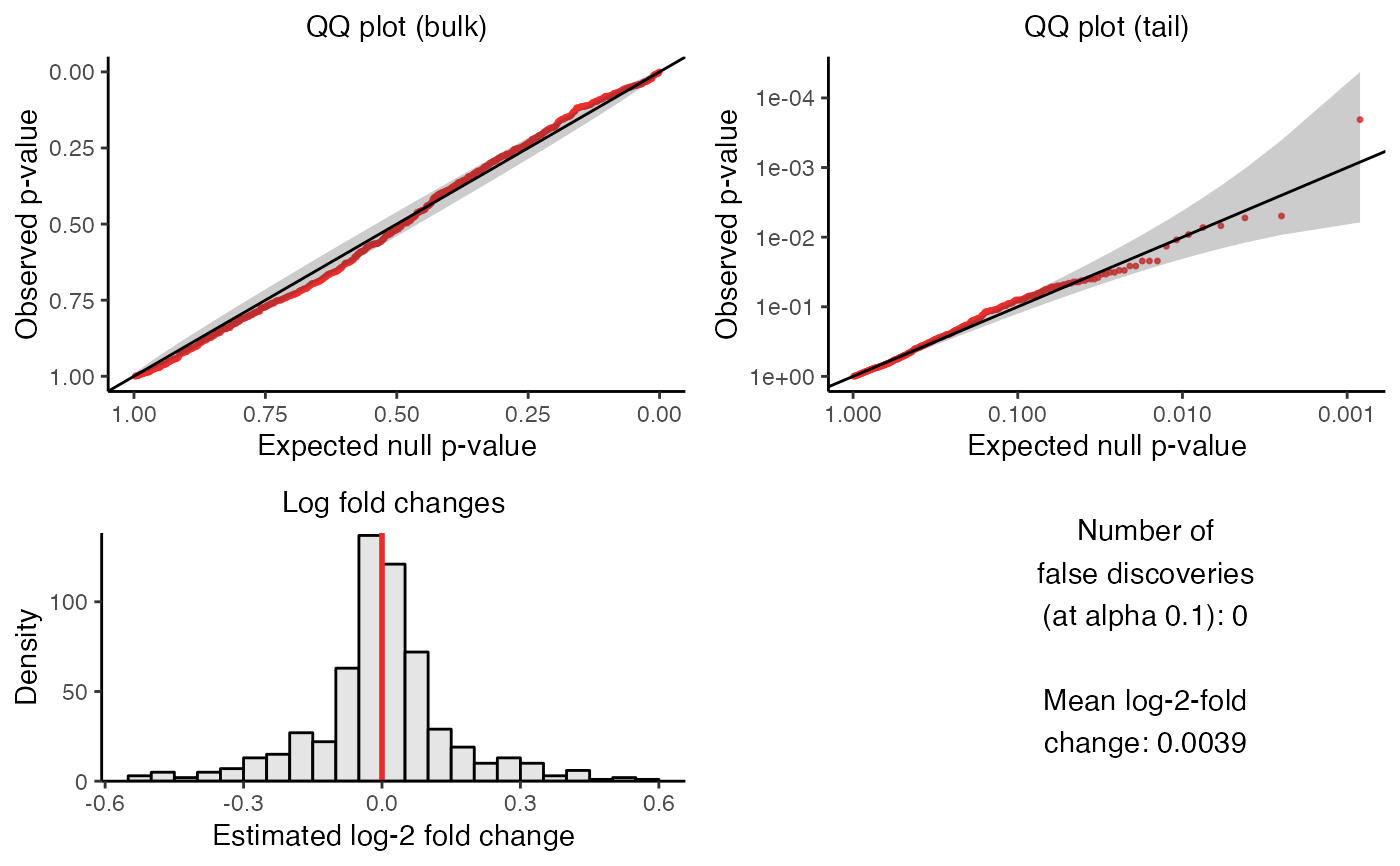 QQ plot (bulk)
Observed p-value
0.00
0.25
0.50
0.75
1.00
1.00 0.75 0.50 0.25 0.00
Expected null p-value
QQ plot (tail)
Observed p-value
1e-04
1e-03
1e-02
1e-01
1e+00
1.000 0.100 0.010 0.001
Expected null p-value
Log fold changes
Density
100
50
0
-0.6 -0.3 0.0 0.3 0.6
Estimated log-2 fold change
Number of
false discoveries
(at alpha 0.1): 0
Mean log-2-fold
change: 0.0039